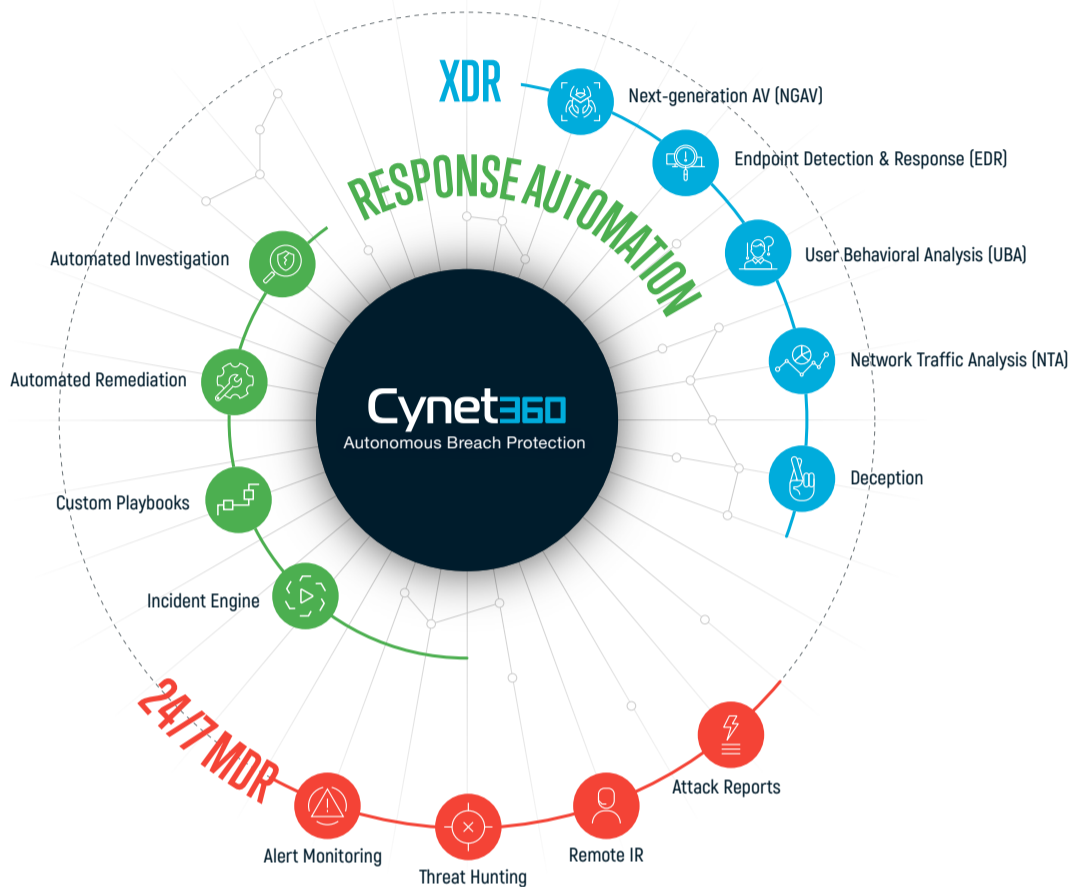 XDR
Next-generation AV (NGAV)
Endpoint Detection & Response (EDR)
User Behavioral Analysis (UBA)
Network Traffic Analysis (NTA)
Deception
RESPONSE AUTOMATION
Automated Investigation
Automated Remediation
Custom Playbooks
Incident Engine
Cynet360
Autonomous Breach Protection
24/7 MDR
Alert Monitoring
Threat Hunting
Remote IR
Attack Reports